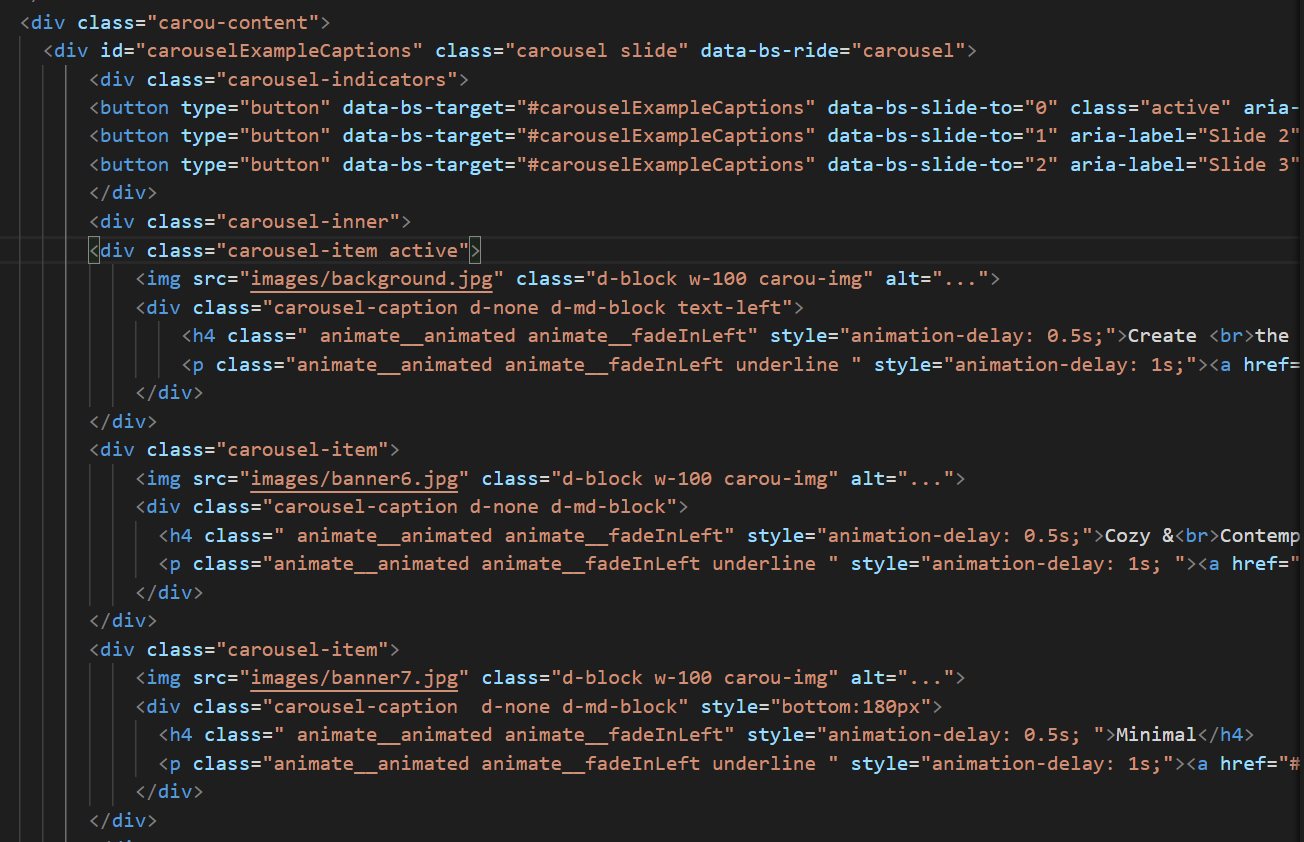 <div class="carou-content">
<div id="carouselExampleCaptions" class="carousel slide" data-bs-ride="carousel">
<div class="carousel-indicators">
<button type="button" data-bs-target="#carouselExampleCaptions" data-bs-slide-to="0" class="active" aria-
<button type="button" data-bs-target="#carouselExampleCaptions" data-bs-slide-to="1" aria-label="Slide 2"
<button type="button" data-bs-target="#carouselExampleCaptions" data-bs-slide-to="2" aria-label="Slide 3"
</div>
<div class="carousel-inner">
<div class="carousel-item active">
<img src="images/background.jpg" class="d-block w-100 carou-img" alt="...">
<div class="carousel-caption d-none d-md-block text-left">
<h4 class=" animate__animated animate__fadeInLeft" style="animation-delay: 0.5s;">Create <br>the
<p class="animate__animated animate__fadeInLeft underline " style="animation-delay: 1s;"><a href=
</div>
</div>
<div class="carousel-item">
<img src="images/banner6.jpg" class="d-block w-100 carou-img" alt="...">
<div class="carousel-caption d-none d-md-block">
<h4 class=" animate__animated animate__fadeInLeft" style="animation-delay: 0.5s;">Cozy &<br>Contemp
<p class="animate__animated animate__fadeInLeft underline " style="animation-delay: 1s; "><a href="
</div>
</div>
<div class="carousel-item">
<img src="images/banner7.jpg" class="d-block w-100 carou-img" alt="...">
<div class="carousel-caption  d-none d-md-block" style="bottom:180px">
<h4 class=" animate__animated animate__fadeInLeft" style="animation-delay: 0.5s; ">Minimal</h4>
<p class="animate__animated animate__fadeInLeft underline " style="animation-delay: 1s;"><a href="#
</div>
</div>